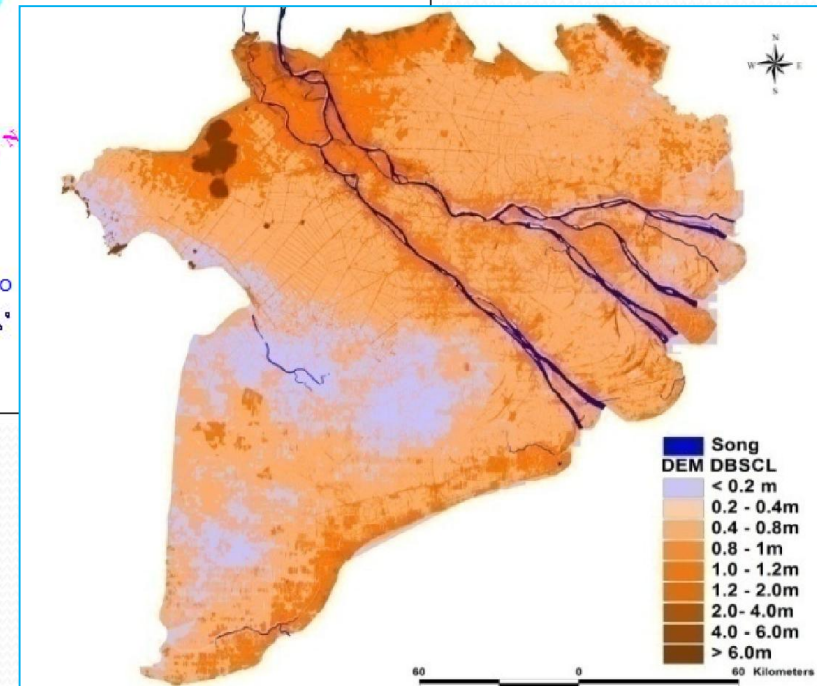 N
W E
S
Song
DEM DBSCL
< 0.2 m
0.2 - 0.4m
0.4 - 0.8m
0.8 - 1m
1.0 - 1.2m
1.2 - 2.0m
2.0- 4.0m
4.0 - 6.0m
> 6.0m
60 0 60 Kilometers